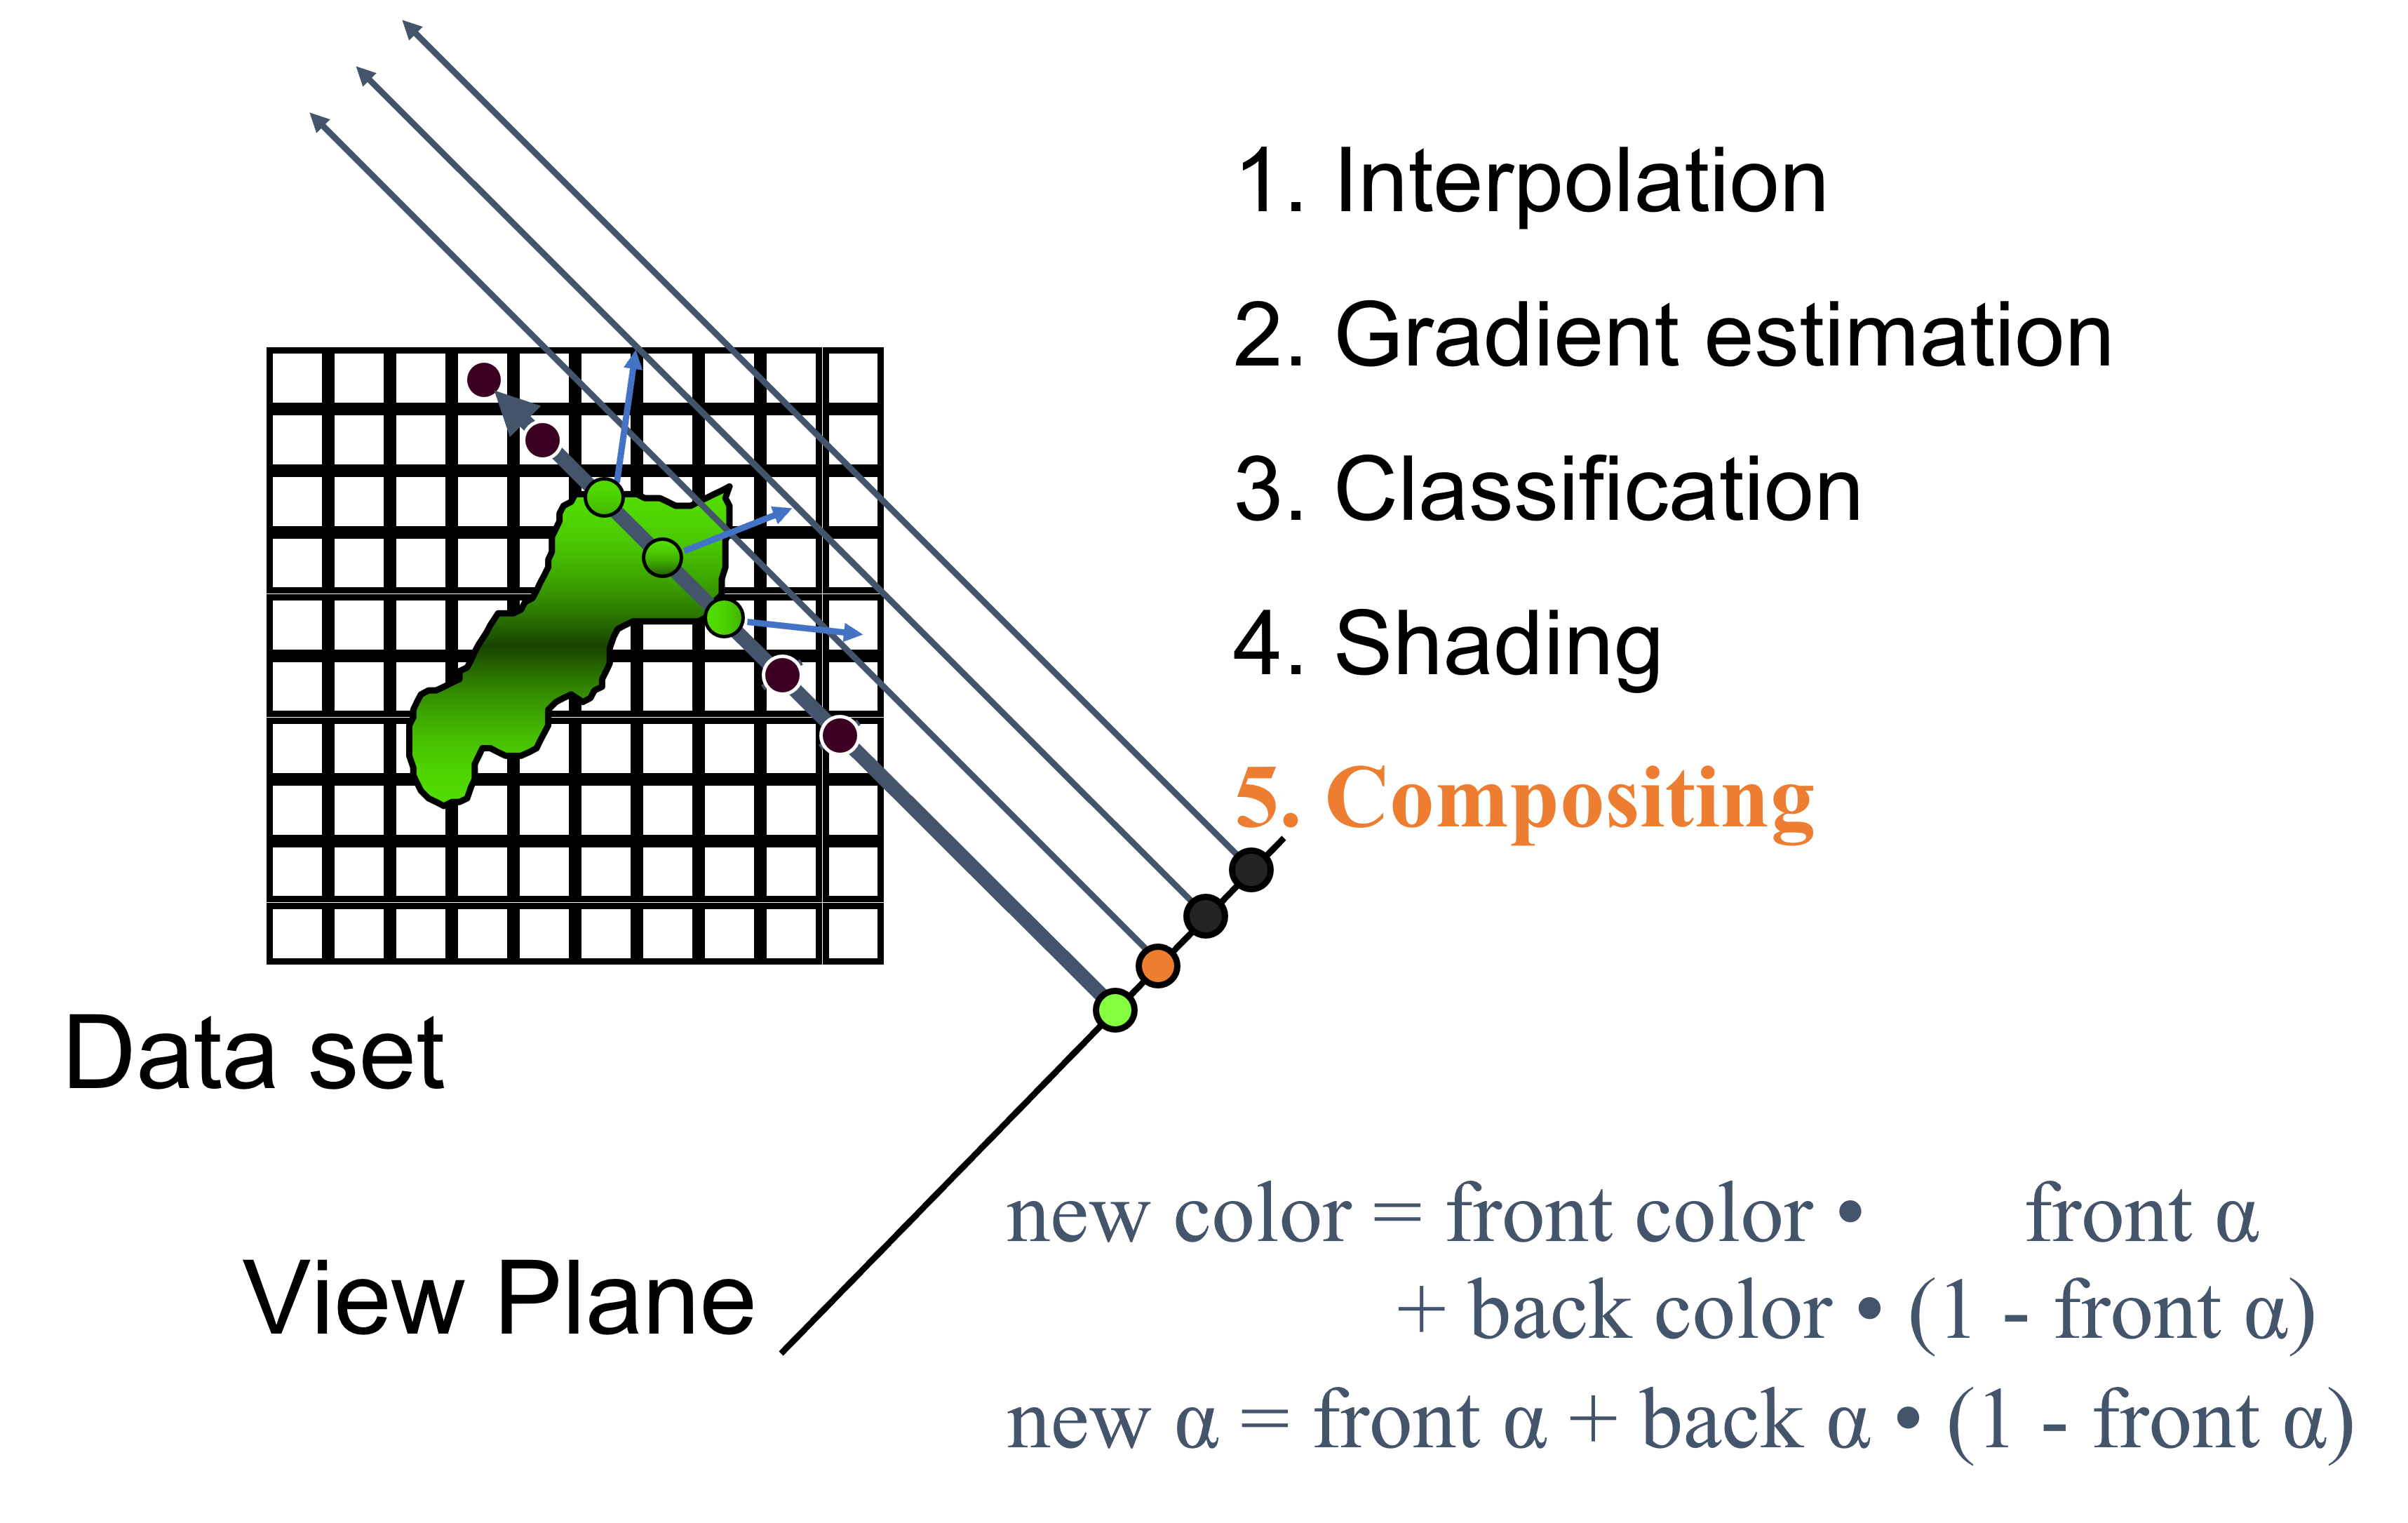 1. Interpolation
2. Gradient estimation
3. Classification
4. Shading
5. Compositing
Data set
View Plane
new color = front color • front α
+ back color • (1 - front α)
new α = front α + back α • (1 - front α)